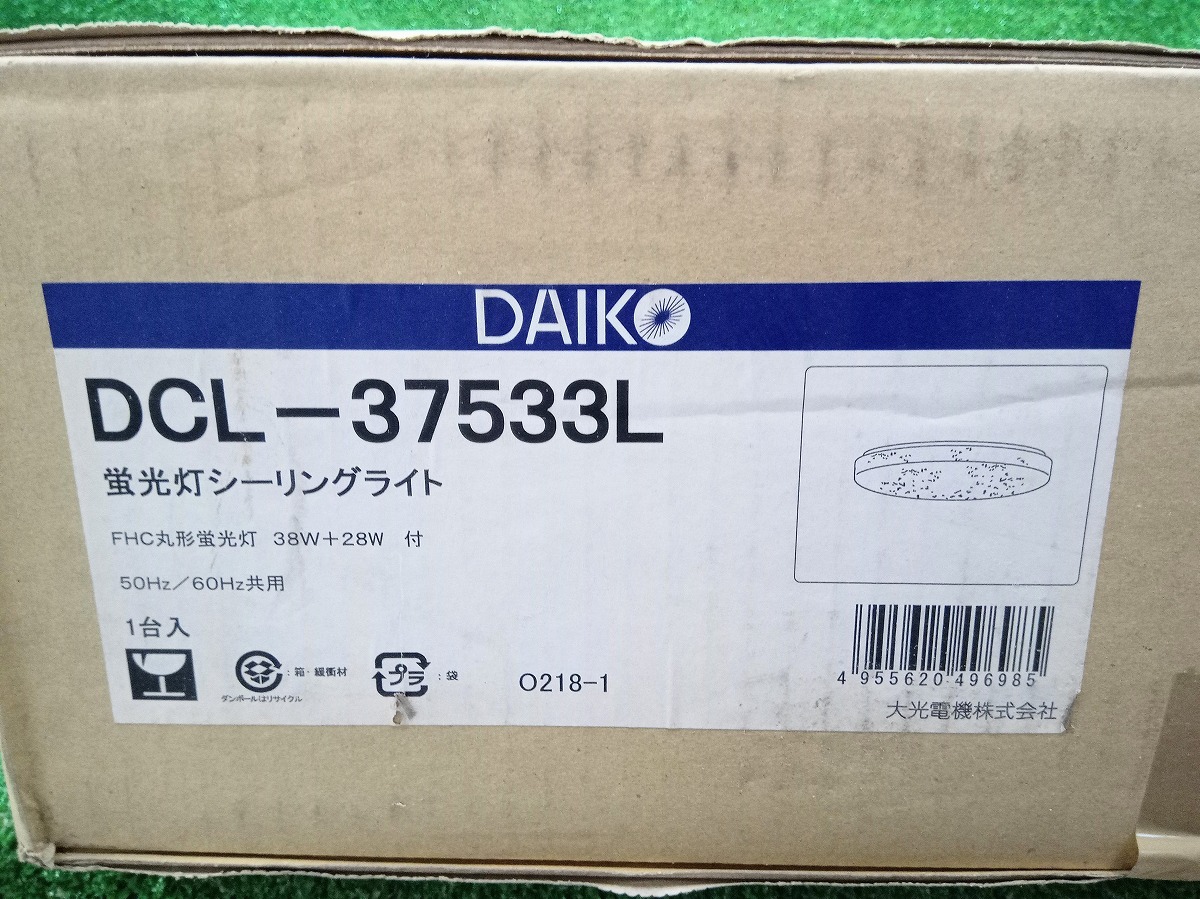 DAIKO
DCL-37533L
蛍光灯シーリングライト
FHC丸形蛍光灯 38W+28W 付
50Hz/60Hz共用
1台入
:箱・緩衝材
ダンボールはリサイクル
プラ
:袋
O218-1
4 955620 496985
大光電機株式会社